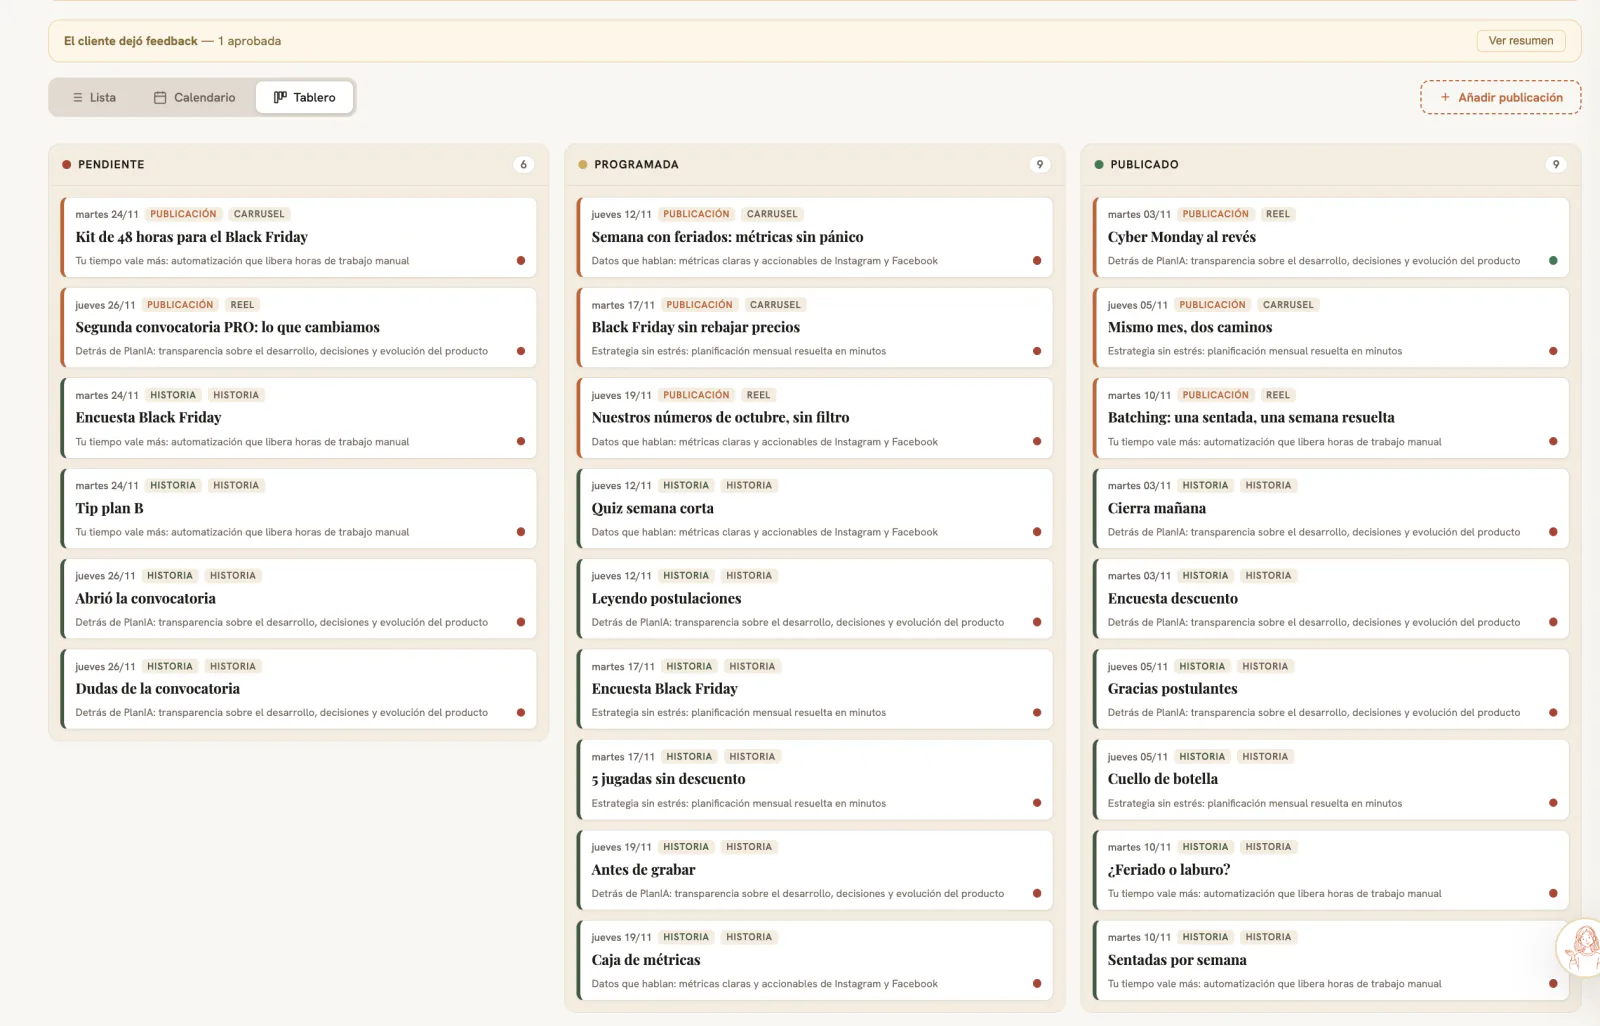 El cliente dejó feedback — 1 aprobada
Ver resumen
Lista
Calendario
Tablero
+ Añadir publicación
PENDIENTE
6
martes 24/11 PUBLICACIÓN CARRUSEL
Kit de 48 horas para el Black Friday
Tu tiempo vale más: automatización que libera horas de trabajo manual
jueves 26/11 PUBLICACIÓN REEL
Segunda convocatoria PRO: lo que cambiamos
Detrás de PlanIA: transparencia sobre el desarrollo, decisiones y evolución del producto
martes 24/11 HISTORIA HISTORIA
Encuesta Black Friday
Tu tiempo vale más: automatización que libera horas de trabajo manual
martes 24/11 HISTORIA HISTORIA
Tip plan B
Tu tiempo vale más: automatización que libera horas de trabajo manual
jueves 26/11 HISTORIA HISTORIA
Abrió la convocatoria
Detrás de PlanIA: transparencia sobre el desarrollo, decisiones y evolución del producto
jueves 26/11 HISTORIA HISTORIA
Dudas de la convocatoria
Detrás de PlanIA: transparencia sobre el desarrollo, decisiones y evolución del producto
PROGRAMADA
9
jueves 12/11 PUBLICACIÓN CARRUSEL
Semana con feriados: métricas sin pánico
Datos que hablan: métricas claras y accionables de Instagram y Facebook
martes 17/11 PUBLICACIÓN CARRUSEL
Black Friday sin rebajar precios
Estrategia sin estrés: planificación mensual resuelta en minutos
jueves 19/11 PUBLICACIÓN REEL
Nuestros números de octubre, sin filtro
Datos que hablan: métricas claras y accionables de Instagram y Facebook
jueves 12/11 HISTORIA HISTORIA
Quiz semana corta
Datos que hablan: métricas claras y accionables de Instagram y Facebook
jueves 12/11 HISTORIA HISTORIA
Leyendo postulaciones
Detrás de PlanIA: transparencia sobre el desarrollo, decisiones y evolución del producto
martes 17/11 HISTORIA HISTORIA
Encuesta Black Friday
Estrategia sin estrés: planificación mensual resuelta en minutos
martes 17/11 HISTORIA HISTORIA
5 jugadas sin descuento
Estrategia sin estrés: planificación mensual resuelta en minutos
jueves 19/11 HISTORIA HISTORIA
Antes de grabar
Detrás de PlanIA: transparencia sobre el desarrollo, decisiones y evolución del producto
jueves 19/11 HISTORIA HISTORIA
Caja de métricas
Datos que hablan: métricas claras y accionables de Instagram y Facebook
PUBLICADO
9
martes 03/11 PUBLICACIÓN REEL
Cyber Monday al revés
Detrás de PlanIA: transparencia sobre el desarrollo, decisiones y evolución del producto
jueves 05/11 PUBLICACIÓN CARRUSEL
Mismo mes, dos caminos
Estrategia sin estrés: planificación mensual resuelta en minutos
martes 10/11 PUBLICACIÓN REEL
Batching: una sentada, una semana resuelta
Tu tiempo vale más: automatización que libera horas de trabajo manual
martes 03/11 HISTORIA HISTORIA
Cierra mañana
Detrás de PlanIA: transparencia sobre el desarrollo, decisiones y evolución del producto
martes 03/11 HISTORIA HISTORIA
Encuesta descuento
Detrás de PlanIA: transparencia sobre el desarrollo, decisiones y evolución del producto
jueves 05/11 HISTORIA HISTORIA
Gracias postulantes
Detrás de PlanIA: transparencia sobre el desarrollo, decisiones y evolución del producto
jueves 05/11 HISTORIA HISTORIA
Cuello de botella
Estrategia sin estrés: planificación mensual resuelta en minutos
martes 10/11 HISTORIA HISTORIA
¿Feriado o laburo?
Tu tiempo vale más: automatización que libera horas de trabajo manual
martes 10/11 HISTORIA HISTORIA
Sentadas por semana
Tu tiempo vale más: automatización que libera horas de trabajo manual